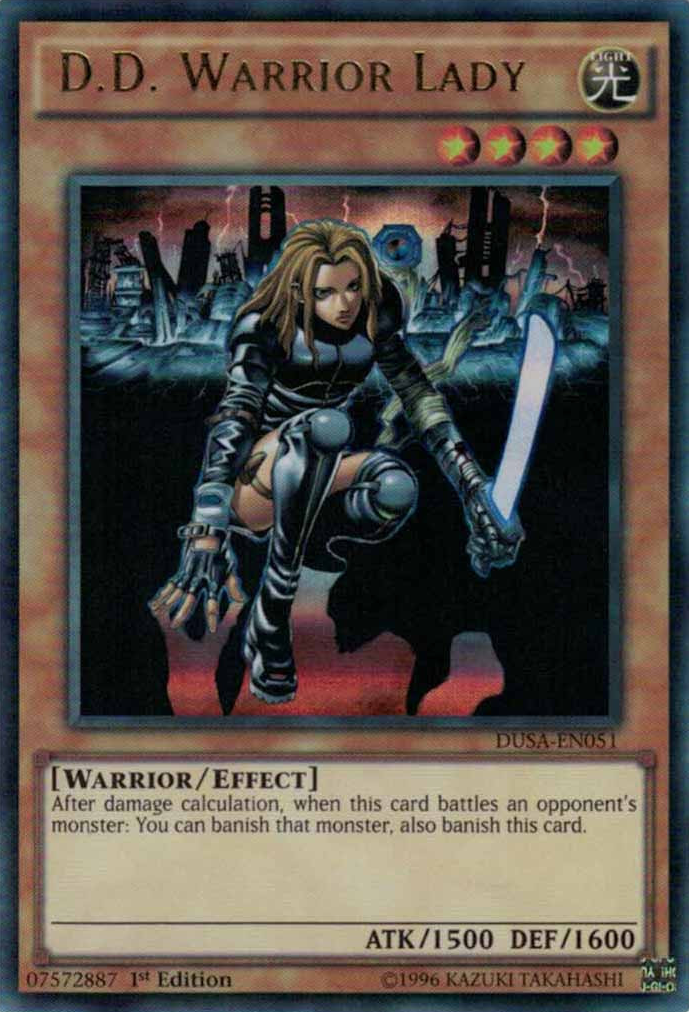 D.D. Warrior Lady
LIGHT
光
DUSA-EN051
[Warrior/Effect]
After damage calculation, when this card battles an opponent's
monster: You can banish that monster, also banish this card.
ATK/1500 DEF/1600
07572887 1st Edition ©1996 KAZUKI TAKAHASHI